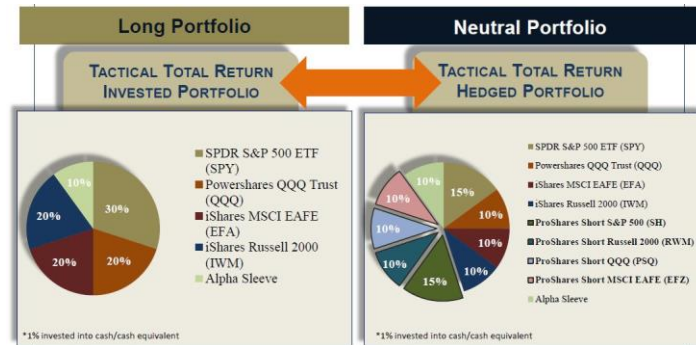 Long Portfolio
TACTICAL TOTAL RETURN
INVESTED PORTFOLIO
30%
20%
20%
20%
10%
SPDR S&P 500 ETF
(SPY)
Powershares QQQ Trust
(QQQ)
iShares MSCI EAFE
(EFA)
iShares Russell 2000
(IWM)
Alpha Sleeve
*1% invested into cash/cash equivalent
Neutral Portfolio
TACTICAL TOTAL RETURN
HEDGED PORTFOLIO
15%
10%
10%
10%
15%
10%
10%
10%
10%
SPDR S&P 500 ETF (SPY)
Powershares QQQ Trust (QQQ)
iShares MSCI EAFE (EFA)
iShares Russell 2000 (IWM)
ProShares Short S&P 500 (SH)
ProShares Short Russell 2000 (RWM)
ProShares Short QQQ (PSQ)
ProShares Short MSCI EAFE (EFZ)
Alpha Sleeve
*1% invested into cash/cash equivalent